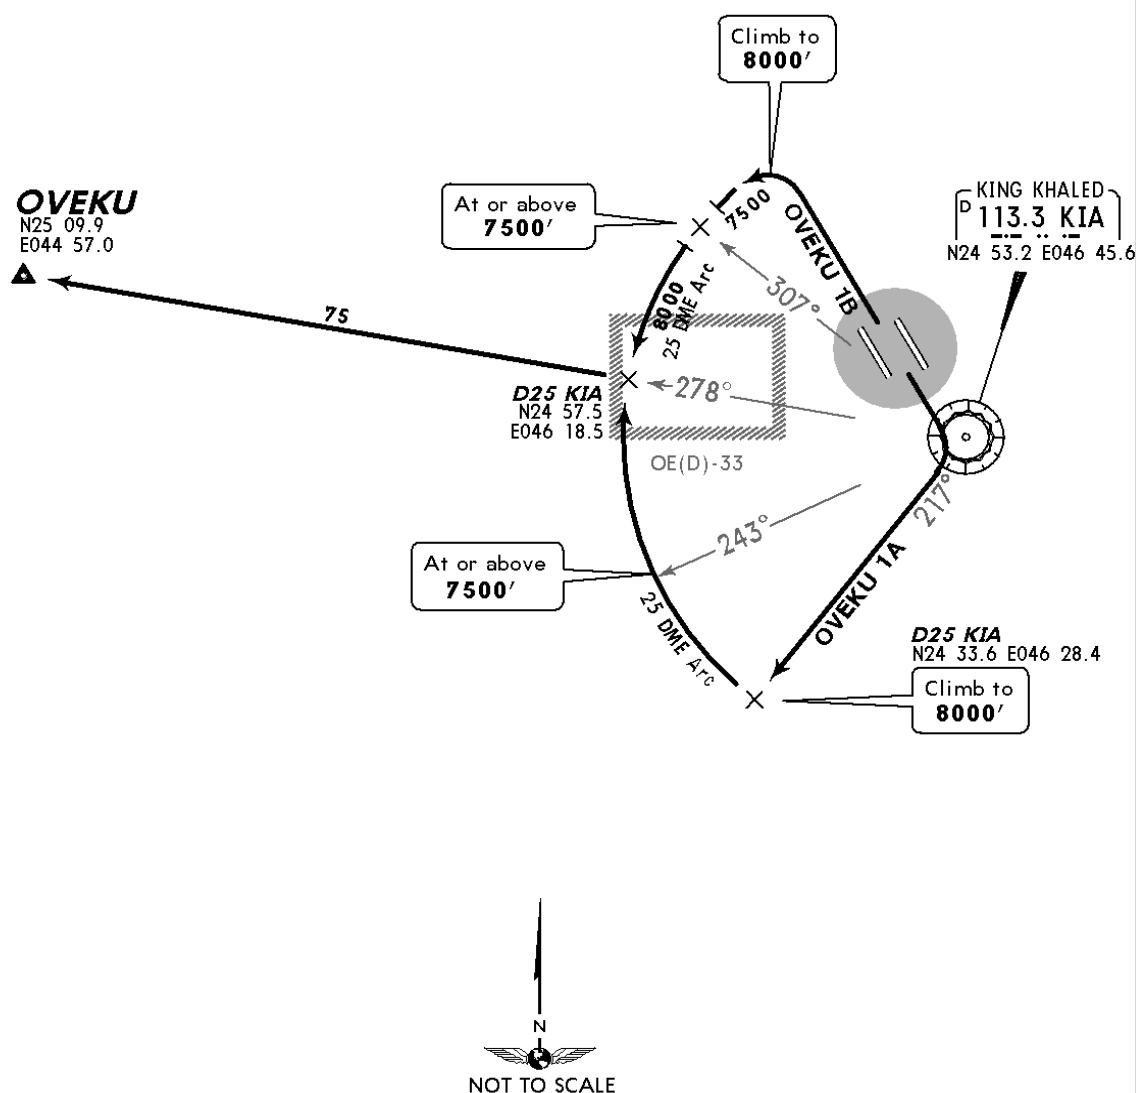 Climb to
8000'
OVEKU
N25 09.9
E044 57.0
At or above
7500'
7500
OVEKU 1B
KING KHALED
D 113.3 KIA
N24 53.2 E046 45.6
307°
8000
25 DME Arc
75
D25 KIA
N24 57.5
E046 18.5
278°
OE(D)-33
217°
243°
At or above
7500'
OVEKU 1A
25 DME Arc
D25 KIA
N24 33.6 E046 28.4
Climb to
8000'
N
NOT TO SCALE